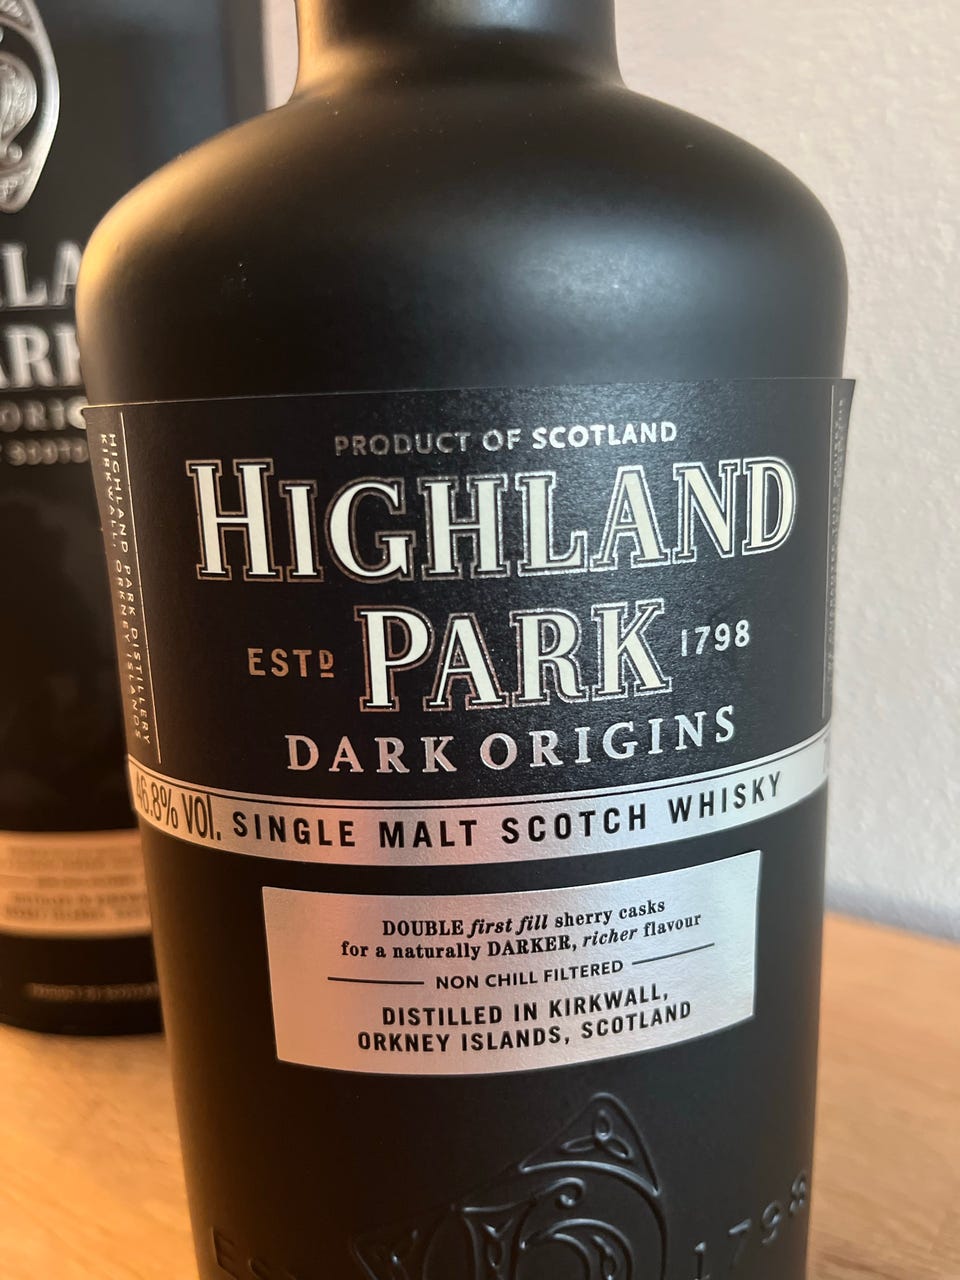 PRODUCT OF SCOTLAND
HIGHLAND
ESTD PARK 1798
DARK ORIGINS
46.8% VOl. SINGLE MALT SCOTCH WHISKY
DOUBLE first fill sherry casks
for a naturally DARKER, richer flavour
NON CHILL FILTERED
DISTILLED IN KIRKWALL,
ORKNEY ISLANDS, SCOTLAND
HIGHLAND PARK DISTILLERY
KIRKWALL, ORKNEY ISLANDS
1798